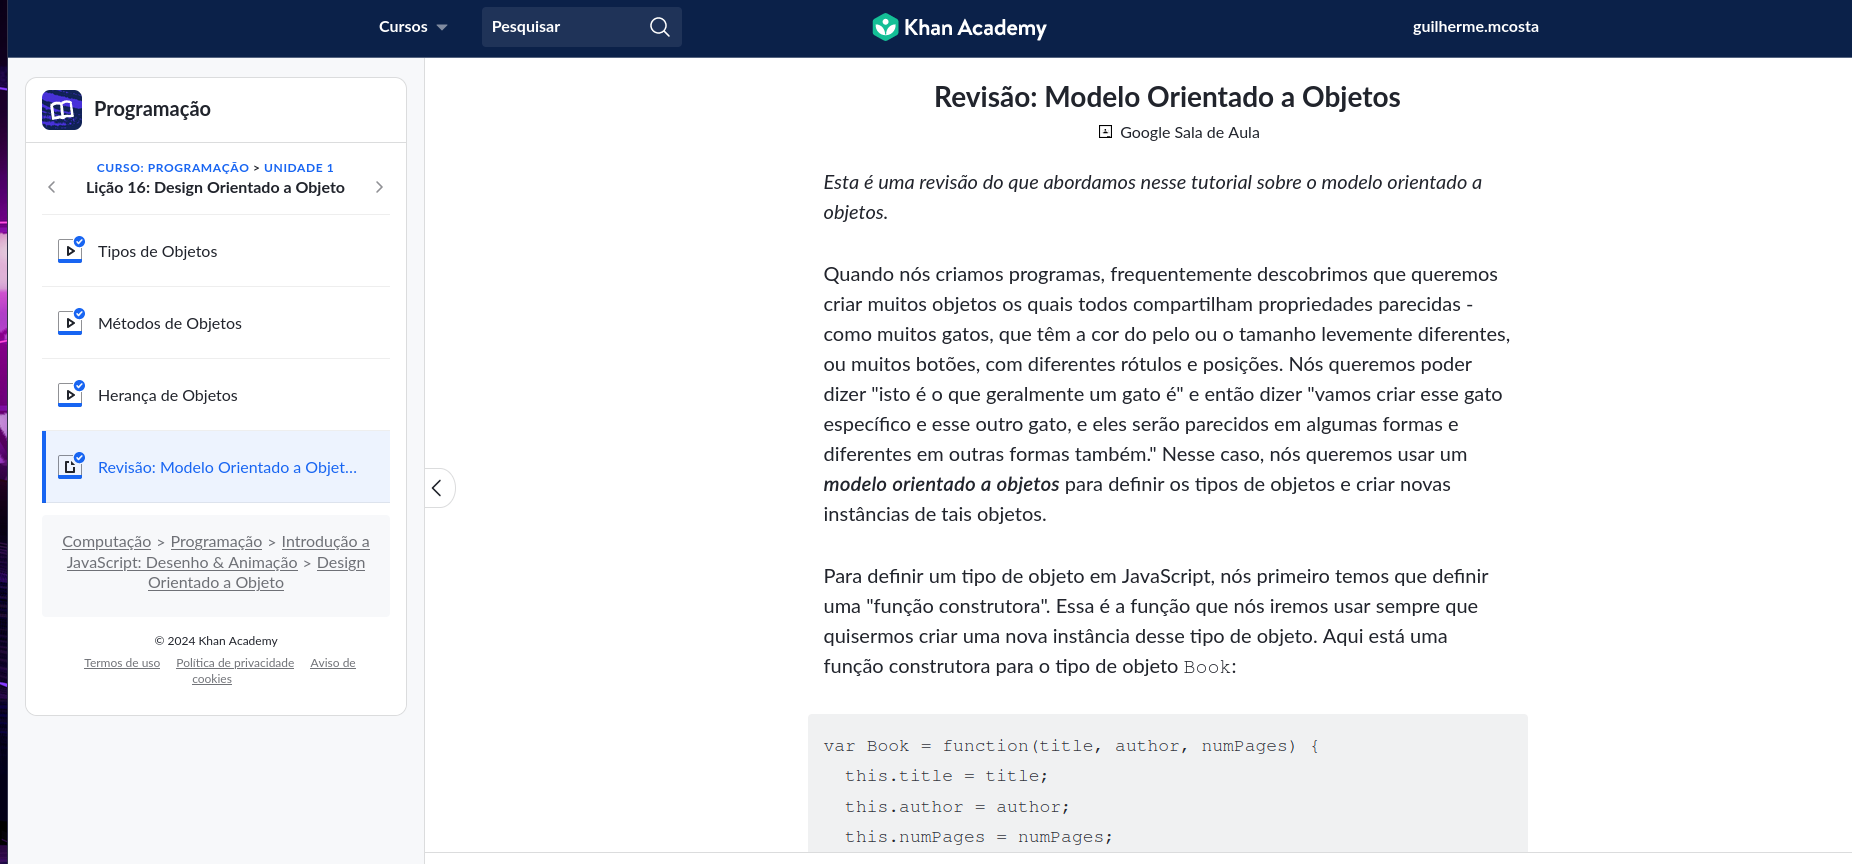 Cursos
Pesquisar
Khan Academy
guilherme.mcosta
Programação
CURSO: PROGRAMAÇÃO > UNIDADE 1
Lição 16: Design Orientado a Objeto
Tipos de Objetos
Métodos de Objetos
Herança de Objetos
Revisão: Modelo Orientado a Objet...
Computação > Programação > Introdução a
JavaScript: Desenho & Animação > Design
Orientado a Objeto
© 2024 Khan Academy
Termos de uso Política de privacidade Aviso de
cookies
Revisão: Modelo Orientado a Objetos
Google Sala de Aula
Esta é uma revisão do que abordamos nesse tutorial sobre o modelo orientado a
objetos.
Quando nós criamos programas, frequentemente descobrimos que queremos
criar muitos objetos os quais todos compartilham propriedades parecidas -
como muitos gatos, que têm a cor do pelo ou o tamanho levemente diferentes,
ou muitos botões, com diferentes rótulos e posições. Nós queremos poder
dizer "isto é o que geralmente um gato é" e então dizer "vamos criar esse gato
específico e esse outro gato, e eles serão parecidos em algumas formas e
diferentes em outras formas também." Nesse caso, nós queremos usar um
modelo orientado a objetos para definir os tipos de objetos e criar novas
instâncias de tais objetos.
Para definir um tipo de objeto em JavaScript, nós primeiro temos que definir
uma "função construtora". Essa é a função que nós iremos usar sempre que
quisermos criar uma nova instância desse tipo de objeto. Aqui está uma
função construtora para o tipo de objeto Book:
var Book = function(title, author, numPages) {
this.title = title;
this.author = author;
this.numPages = numPages;